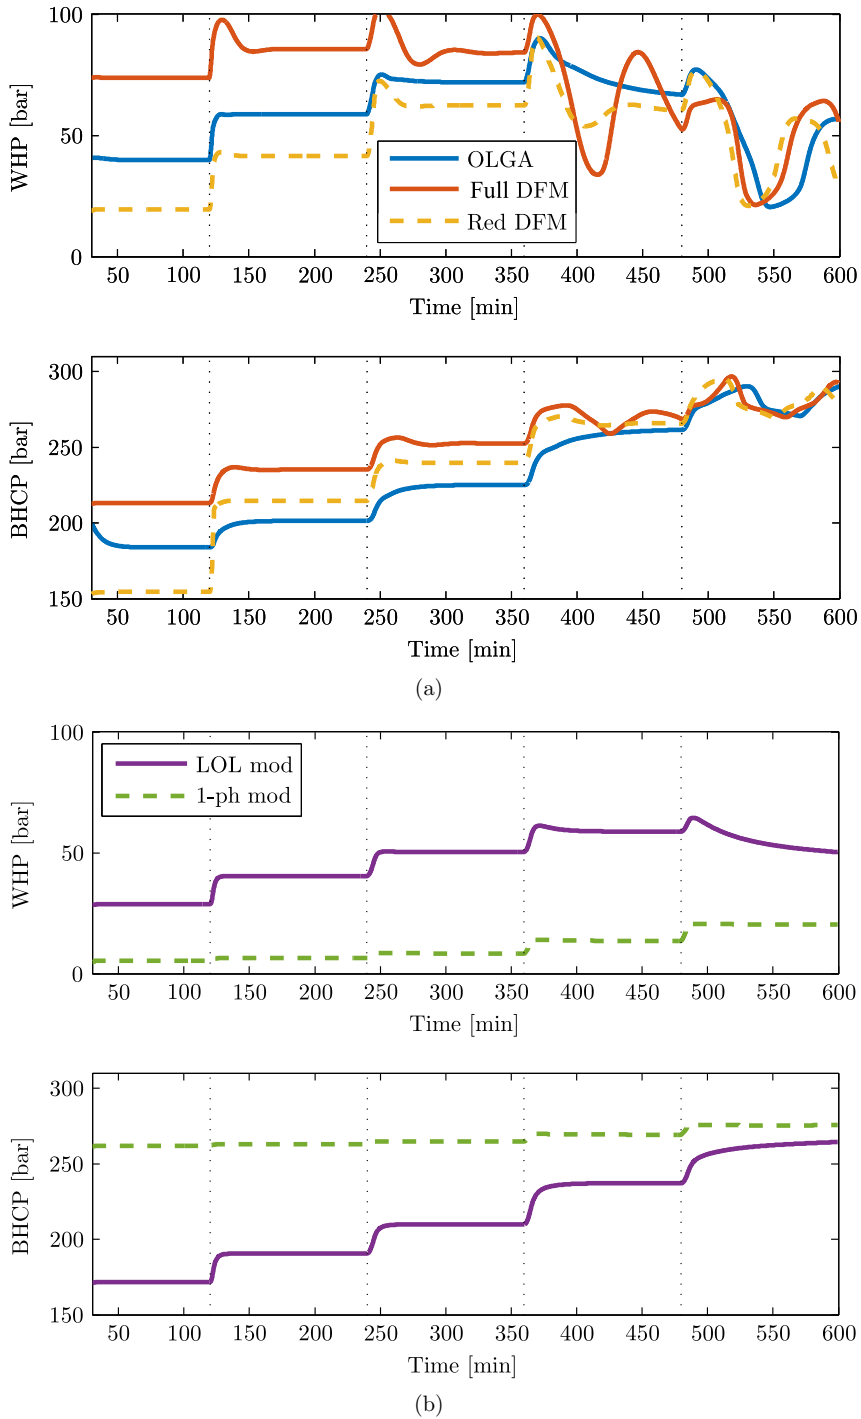 100
50
0
WHP [bar]
OLGA
Full DFM
Red DFM
50 100 150 200 250 300 350 400 450 500 550 600
Time [min]
300
250
200
150
BHCP [bar]
50 100 150 200 250 300 350 400 450 500 550 600
Time [min]
(a)
100
50
0
WHP [bar]
LOL mod
1-ph mod
50 100 150 200 250 300 350 400 450 500 550 600
Time [min]
300
250
200
150
BHCP [bar]
50 100 150 200 250 300 350 400 450 500 550 600
Time [min]
(b)